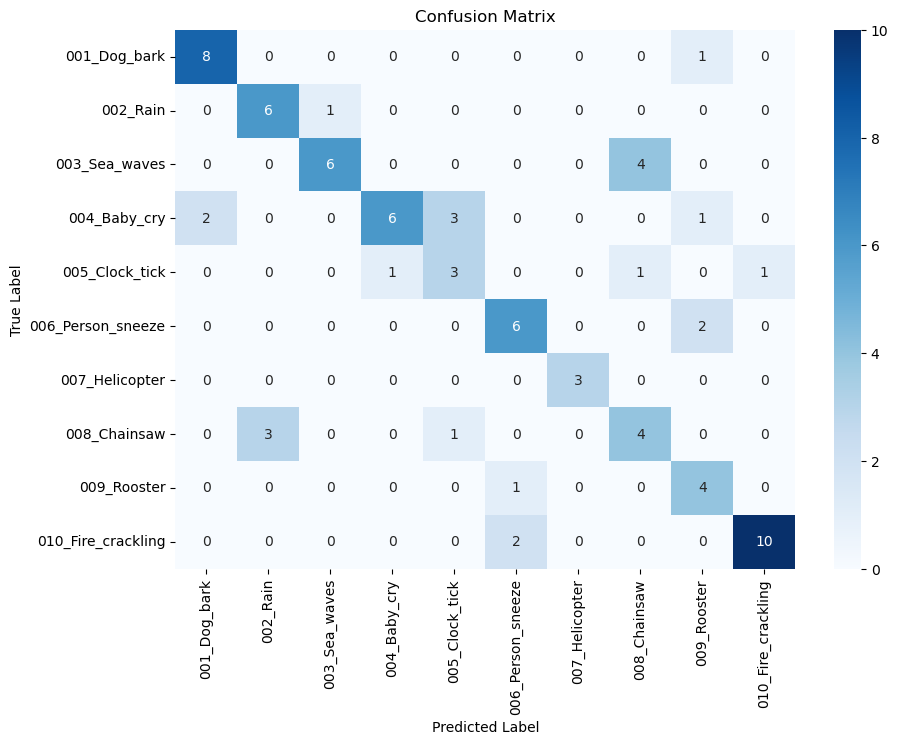 Confusion Matrix
001_Dog_bark 8 0 0 0 0 0 0 0 1 0
002_Rain 0 6 1 0 0 0 0 0 0 0
003_Sea_waves 0 0 6 0 0 0 0 4 0 0
004_Baby_cry 2 0 0 6 3 0 0 0 1 0
005_Clock_tick 0 0 0 1 3 0 0 1 0 1
006_Person_sneeze 0 0 0 0 0 6 0 0 2 0
007_Helicopter 0 0 0 0 0 0 3 0 0 0
008_Chainsaw 0 3 0 0 1 0 0 4 0 0
009_Rooster 0 0 0 0 0 1 0 0 4 0
010_Fire_crackling 0 0 0 0 0 2 0 0 0 10
True Label
001_Dog_bark
002_Rain
003_Sea_waves
004_Baby_cry
005_Clock_tick
006_Person_sneeze
007_Helicopter
008_Chainsaw
009_Rooster
010_Fire_crackling
Predicted Label
10
8
6
4
2
0